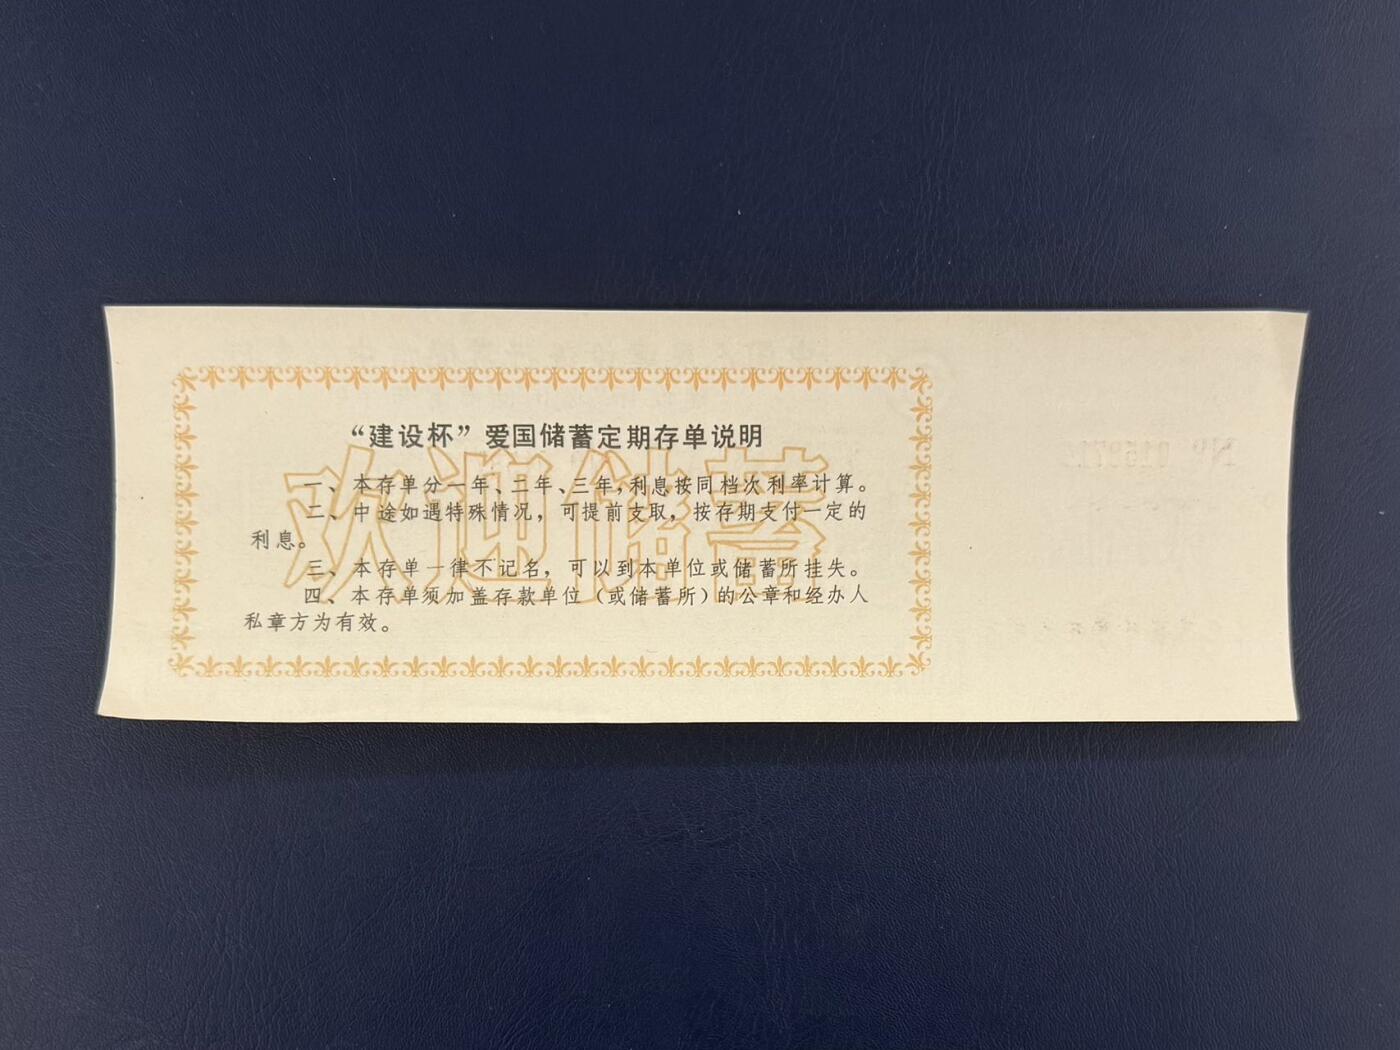 “建设杯”爱国储蓄定期存单说明
欢迎储蓄
一、本存单分一年、二年、三年,利息按同档次利率计算。
二、中途如遇特殊情况，可提前支取，按存期支付一定的
利息。
三、本存单一律不记名，可以到本单位或储蓄所挂失。
四、本存单须加盖存款单位（或储蓄所）的公章和经办人
私章方为有效。